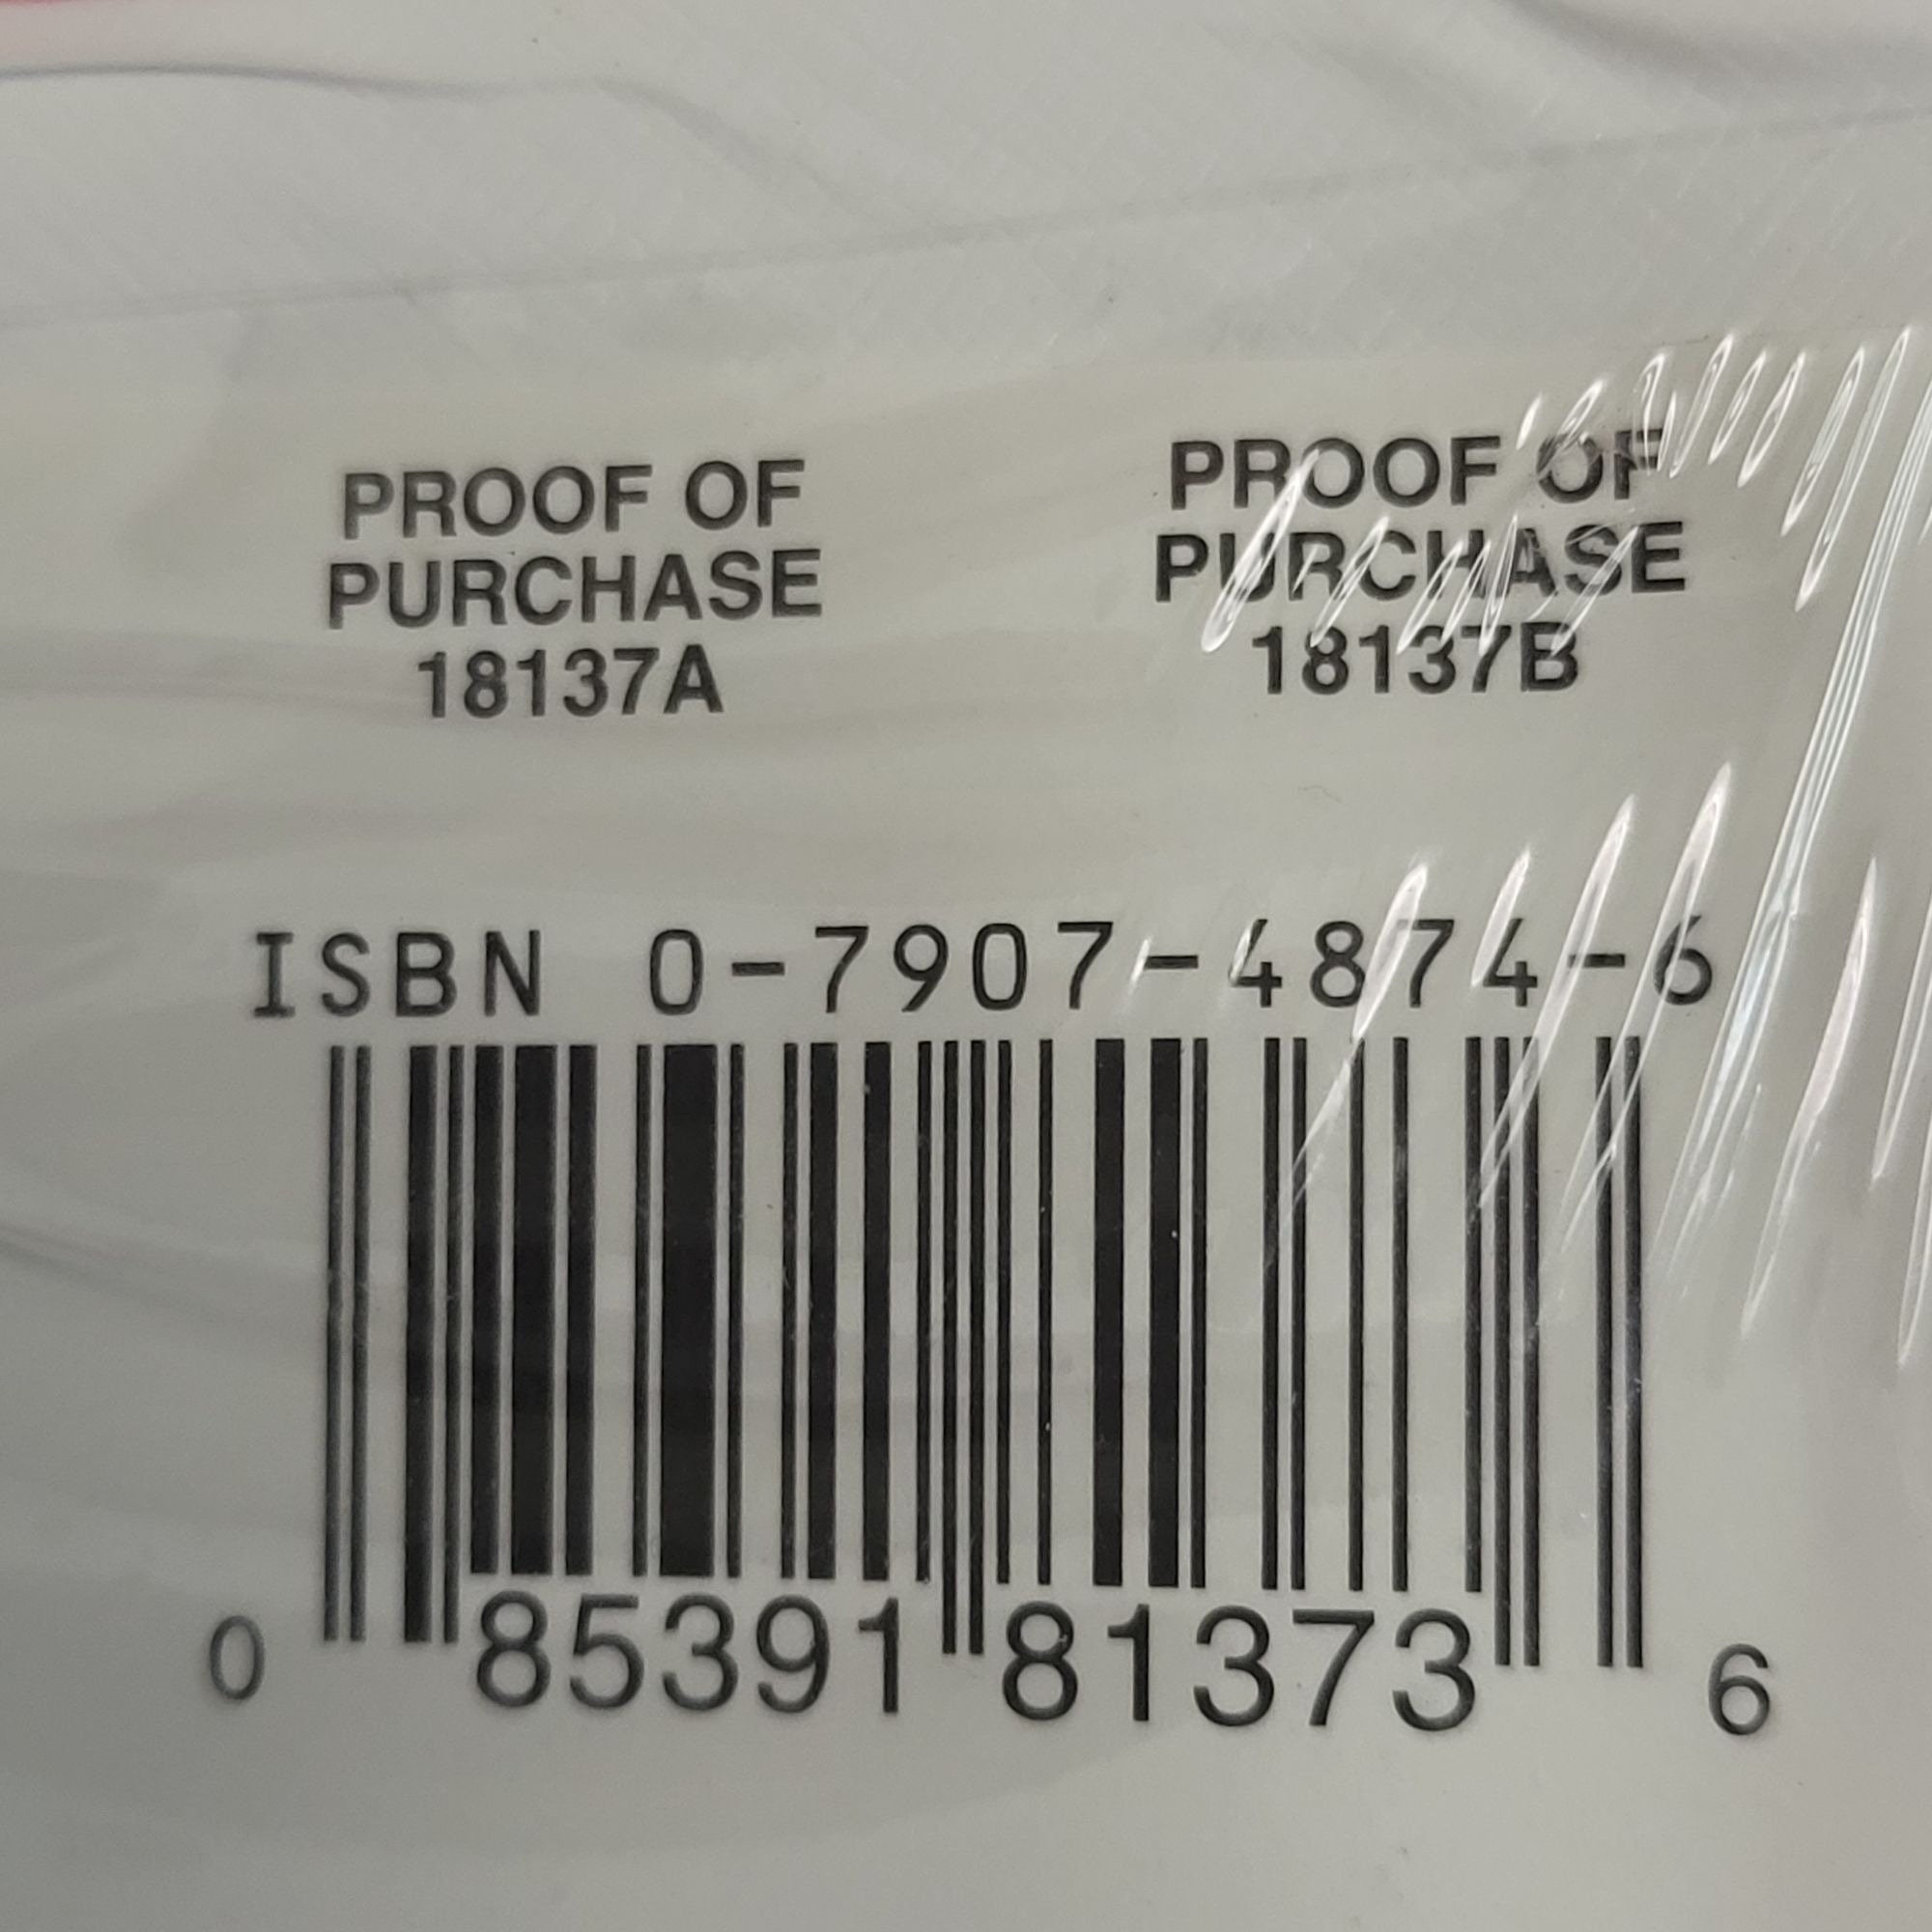 PROOF OF
PURCHASE
18137A
PROOF OF
PURCHASE
18137B
ISBN 0-7907-4874-6
0 85391 81373 6